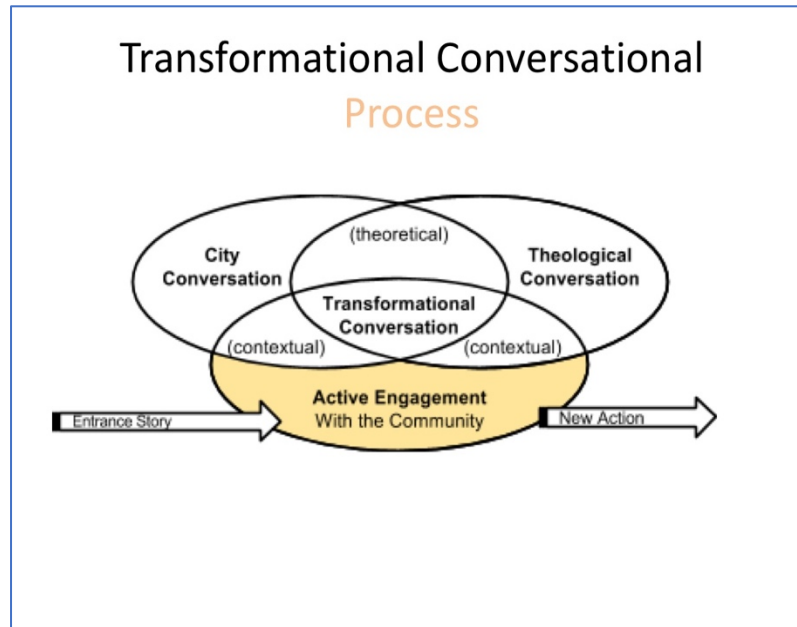 Transformational Conversational
Process
(theoretical)
City
Conversation
Theological
Conversation
Transformational
Conversation
(contextual)
(contextual)
Active Engagement
With the Community
Entrance Story
New Action